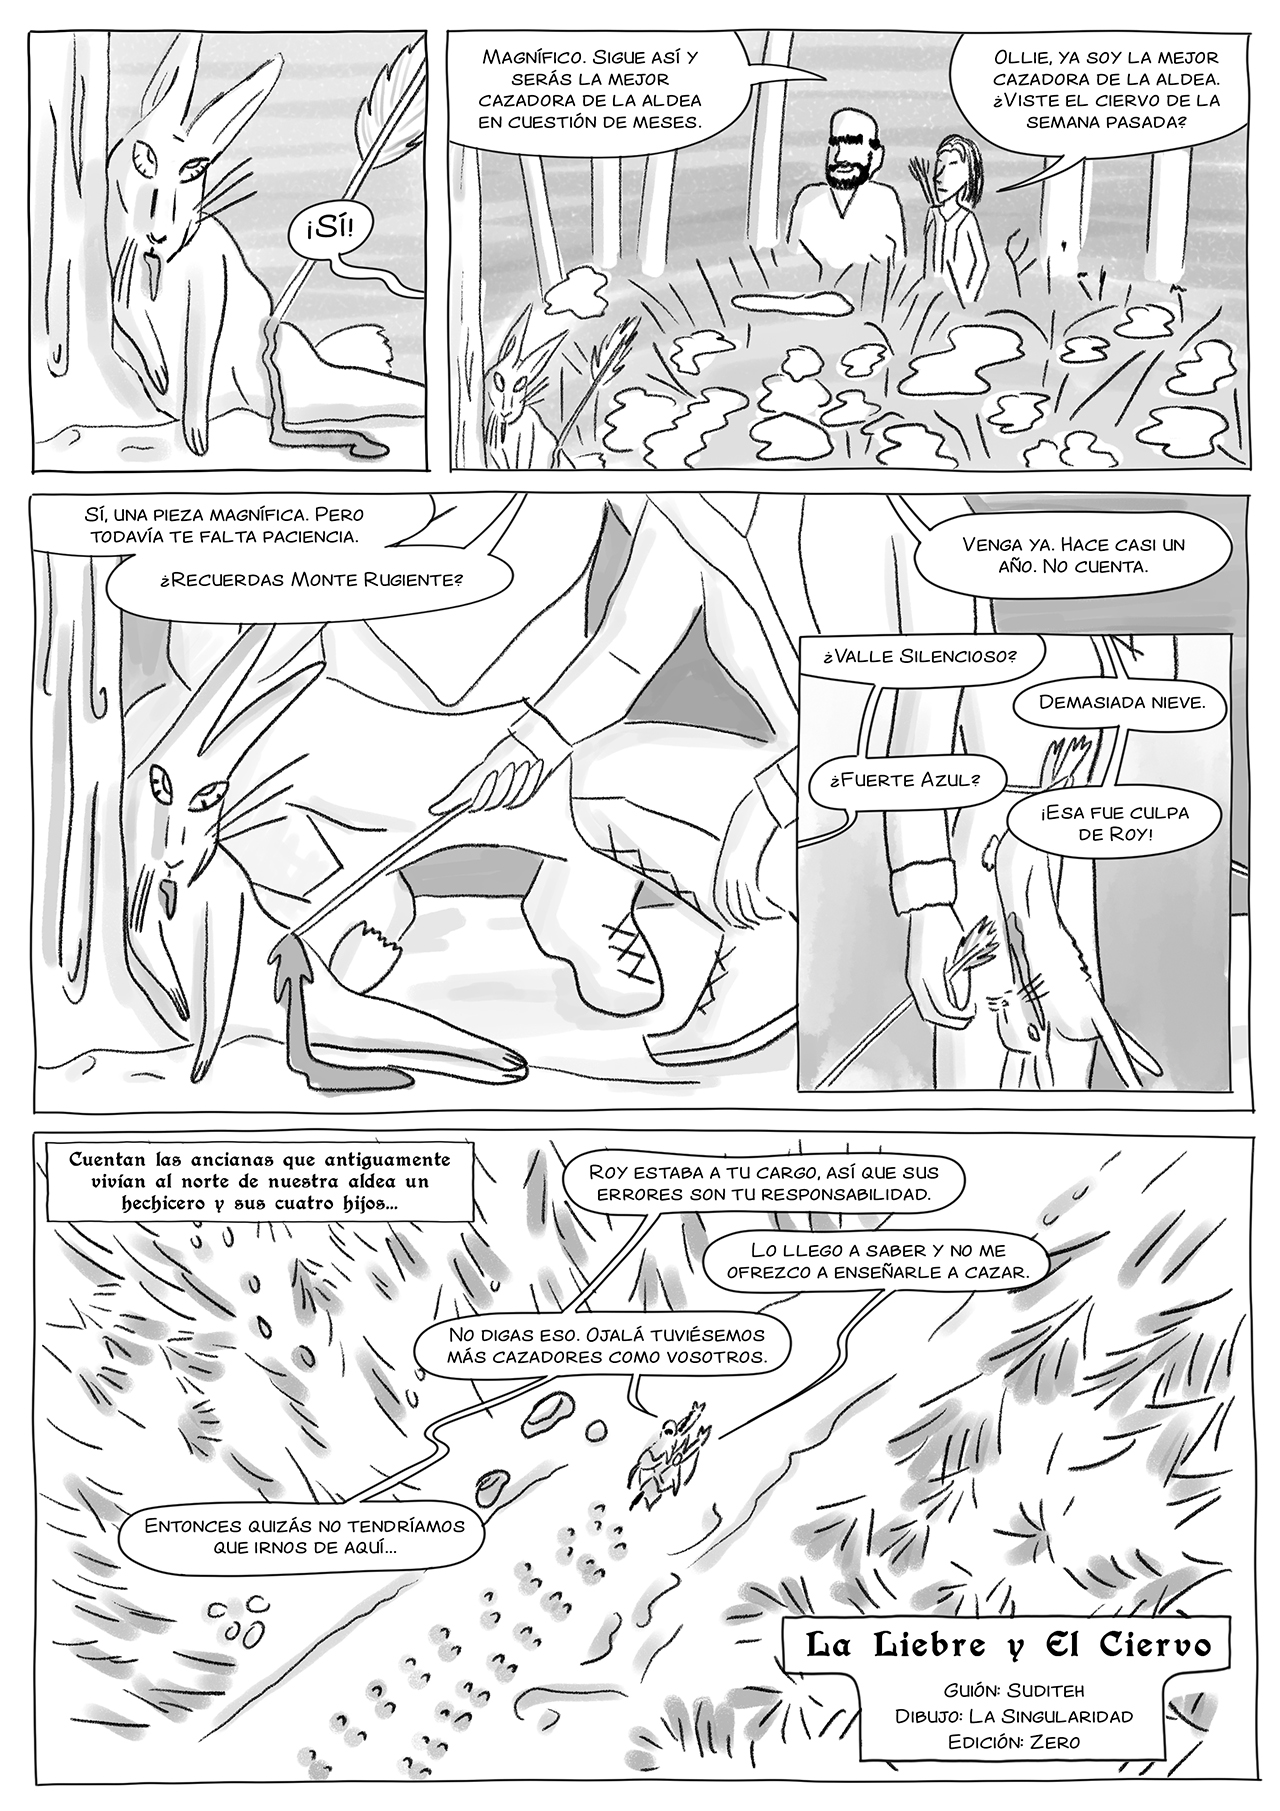 ¡SÍ!
MAGNÍFICO. SIGUE ASÍ Y
SERÁS LA MEJOR
CAZADORA DE LA ALDEA
EN CUESTIÓN DE MESES.
OLLIE, YA SOY LA MEJOR
CAZADORA DE LA ALDEA.
¿VISTE EL CIERVO DE LA
SEMANA PASADA?
SÍ, UNA PIEZA MAGNÍFICA. PERO
TODAVÍA TE FALTA PACIENCIA.
¿RECUERDAS MONTE RUGIENTE?
VENGA YA. HACE CASI UN
AÑO. NO CUENTA.
¿VALLE SILENCIOSO?
DEMASIADA NIEVE.
¿FUERTE AZUL?
¡ESA FUE CULPA
DE ROY!
Cuentan las ancianas que antiguamente
vivían al norte de nuestra aldea un
hechicero y sus cuatro hijos...
ROY ESTABA A TU CARGO, ASÍ QUE SUS
ERRORES SON TU RESPONSABILIDAD.
LO LLEGO A SABER Y NO ME
OFREZCO A ENSEÑARLE A CAZAR.
NO DIGAS ESO. OJALÁ TUVIÉSEMOS
MÁS CAZADORES COMO VOSOTROS.
ENTONCES QUIZÁS NO TENDRÍAMOS
QUE IRNOS DE AQUÍ...
La Liebre y El Ciervo
GUIÓN: SUDITEH
DIBUJO: LA SINGULARIDAD
EDICIÓN: ZERO